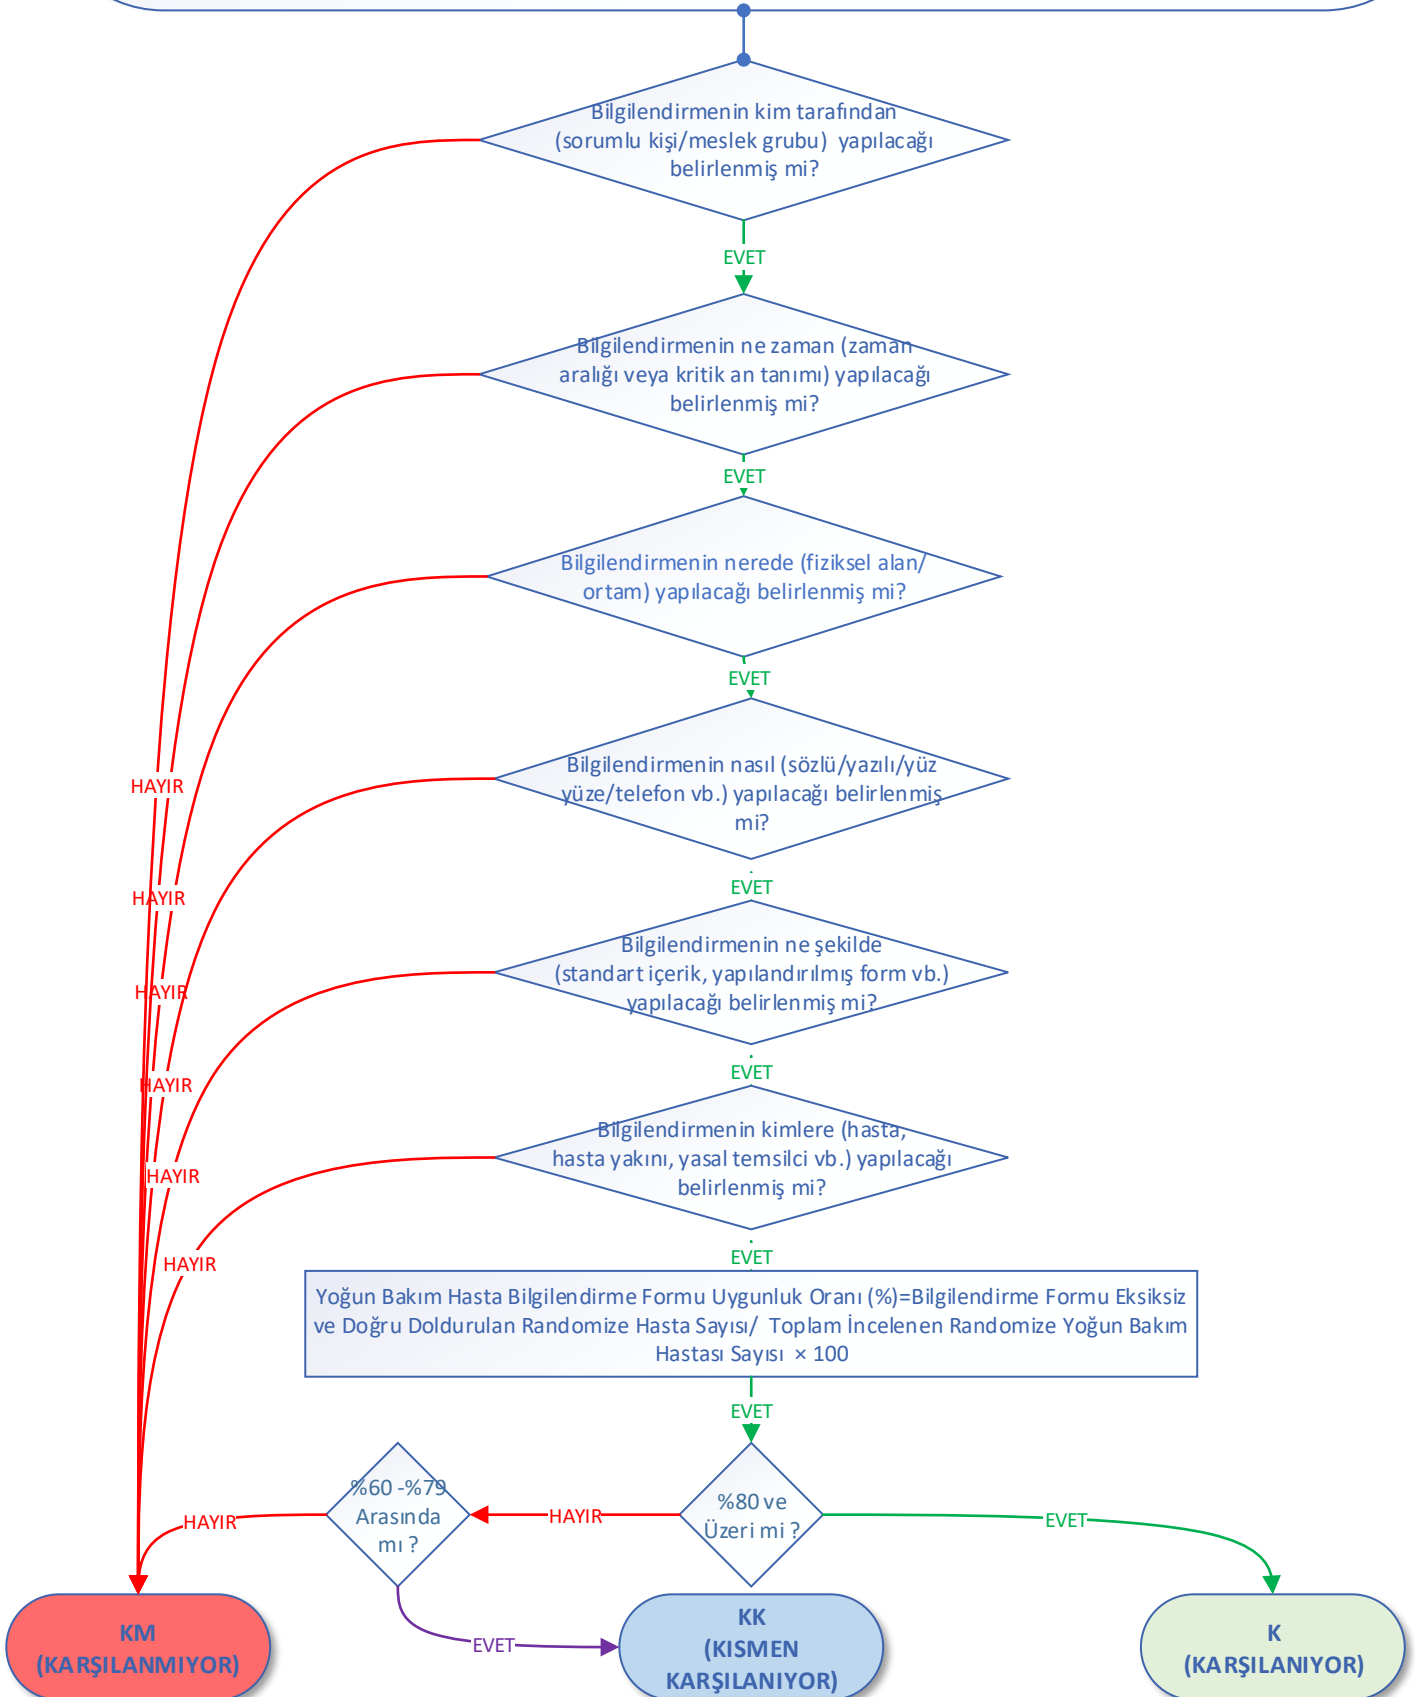 Bilgilendirmenin kim tarafından
(sorumlu kişi/meslek grubu) yapılacağı
belirlenmiş mi?
EVET
Bilgilendirmenin ne zaman (zaman
aralığı veya kritik an tanımı) yapılacağı
belirlenmiş mi?
EVET
Bilgilendirmenin nerede (fiziksel alan/
ortam) yapılacağı belirlenmiş mi?
EVET
Bilgilendirmenin nasıl (sözlü/yazılı/yüz
yüze/telefon vb.) yapılacağı belirlenmiş
mi?
HAYIR
EVET
HAYIR
Bilgilendirmenin ne şekilde
(standart içerik, yapılandırılmış form vb.)
yapılacağı belirlenmiş mi?
HAYIR
EVET
HAYIR
Bilgilendirmenin kimlere (hasta,
hasta yakını, yasal temsilci vb.) yapılacağı
belirlenmiş mi?
HAYIR
EVET
HAYIR
Yoğun Bakım Hasta Bilgilendirme Formu Uygunluk Oranı (%)=Bilgilendirme Formu Eksiksiz
ve Doğru Doldurulan Randomize Hasta Sayısı/ Toplam İncelenen Randomize Yoğun Bakım
Hastası Sayısı × 100
EVET
%80 ve
Üzeri mi ?
HAYIR
%60 -%79
Arasında
mı ?
HAYIR
EVET
EVET
KM
(KARŞILANMIYOR)
KK
(KISMEN
KARŞILANIYOR)
K
(KARŞILANIYOR)